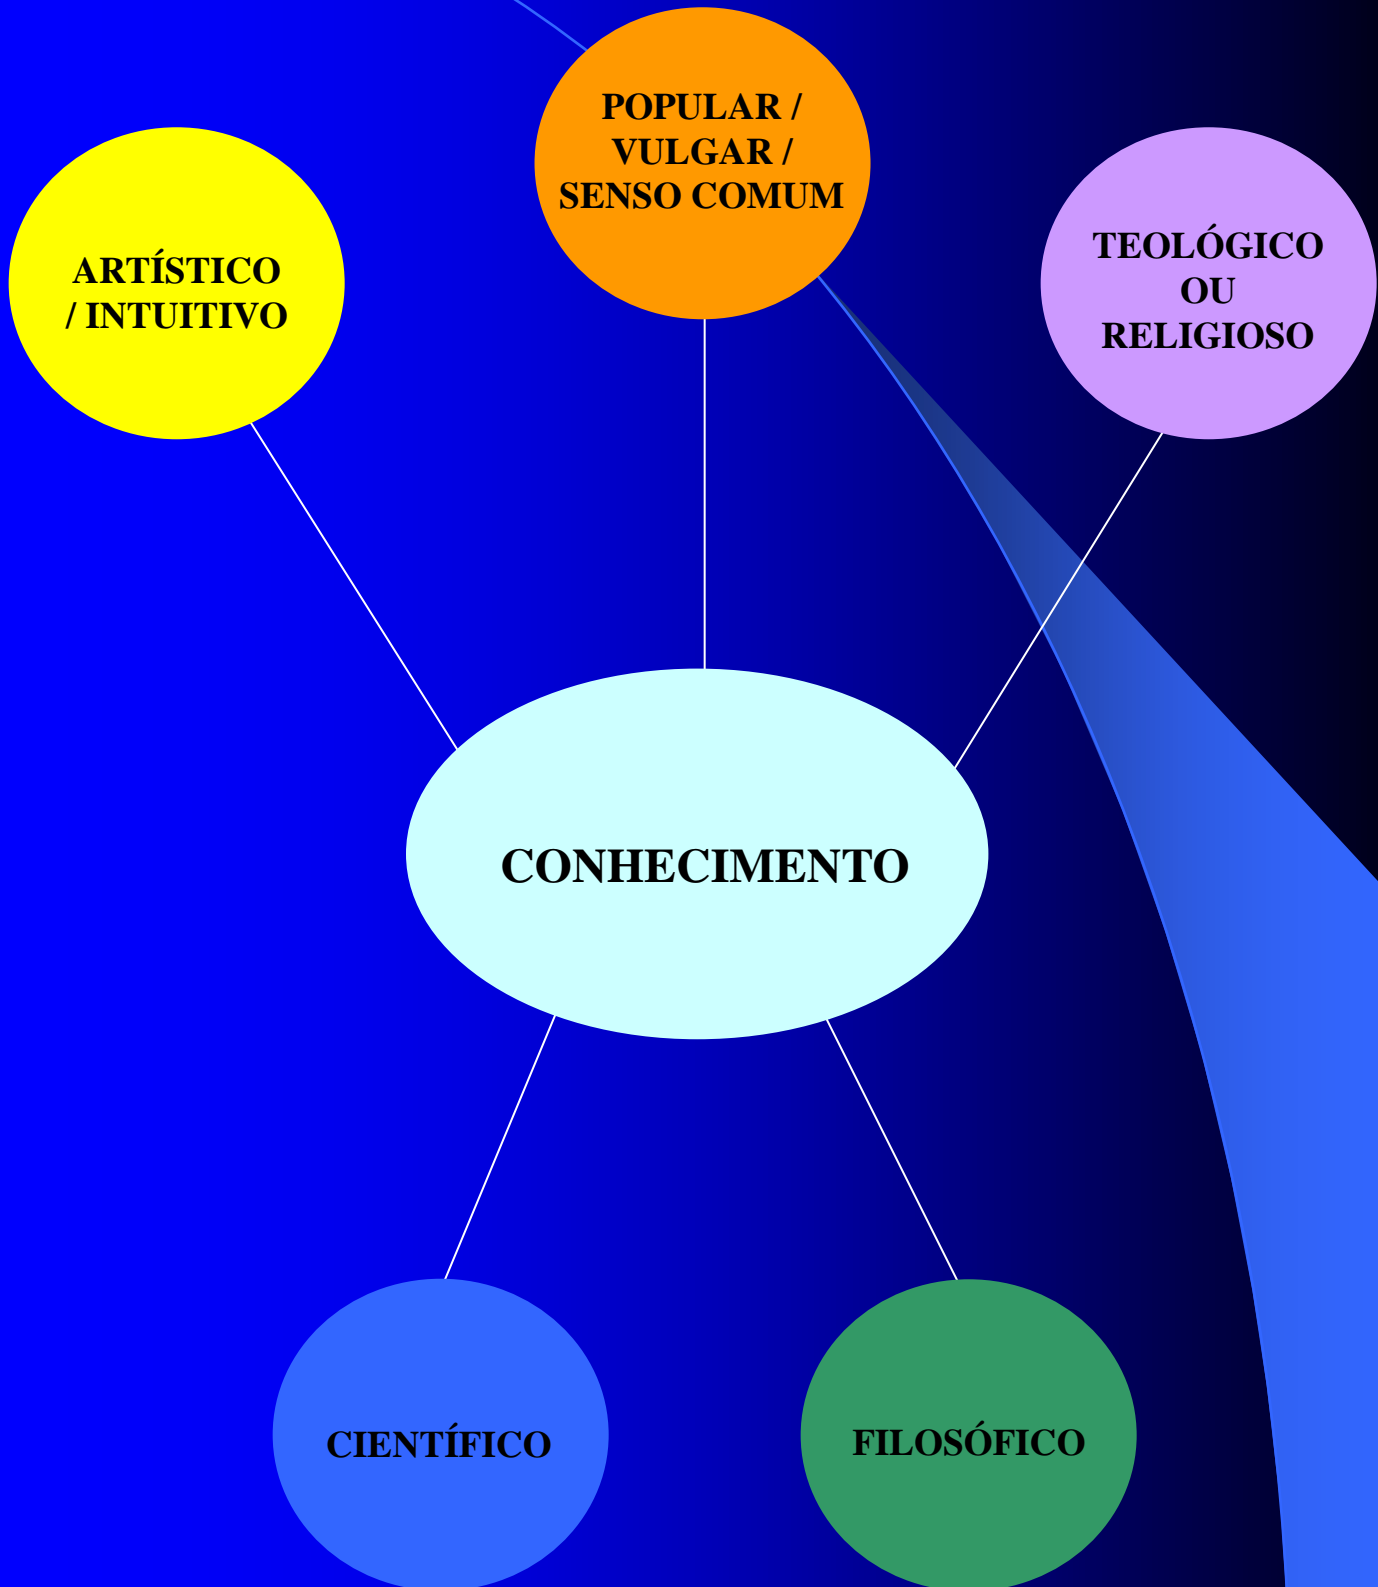 POPULAR /
VULGAR /
SENSO COMUM
ARTÍSTICO
/ INTUITIVO
TEOLÓGICO
OU
RELIGIOSO
CONHECIMENTO
CIENTÍFICO
FILOSÓFICO